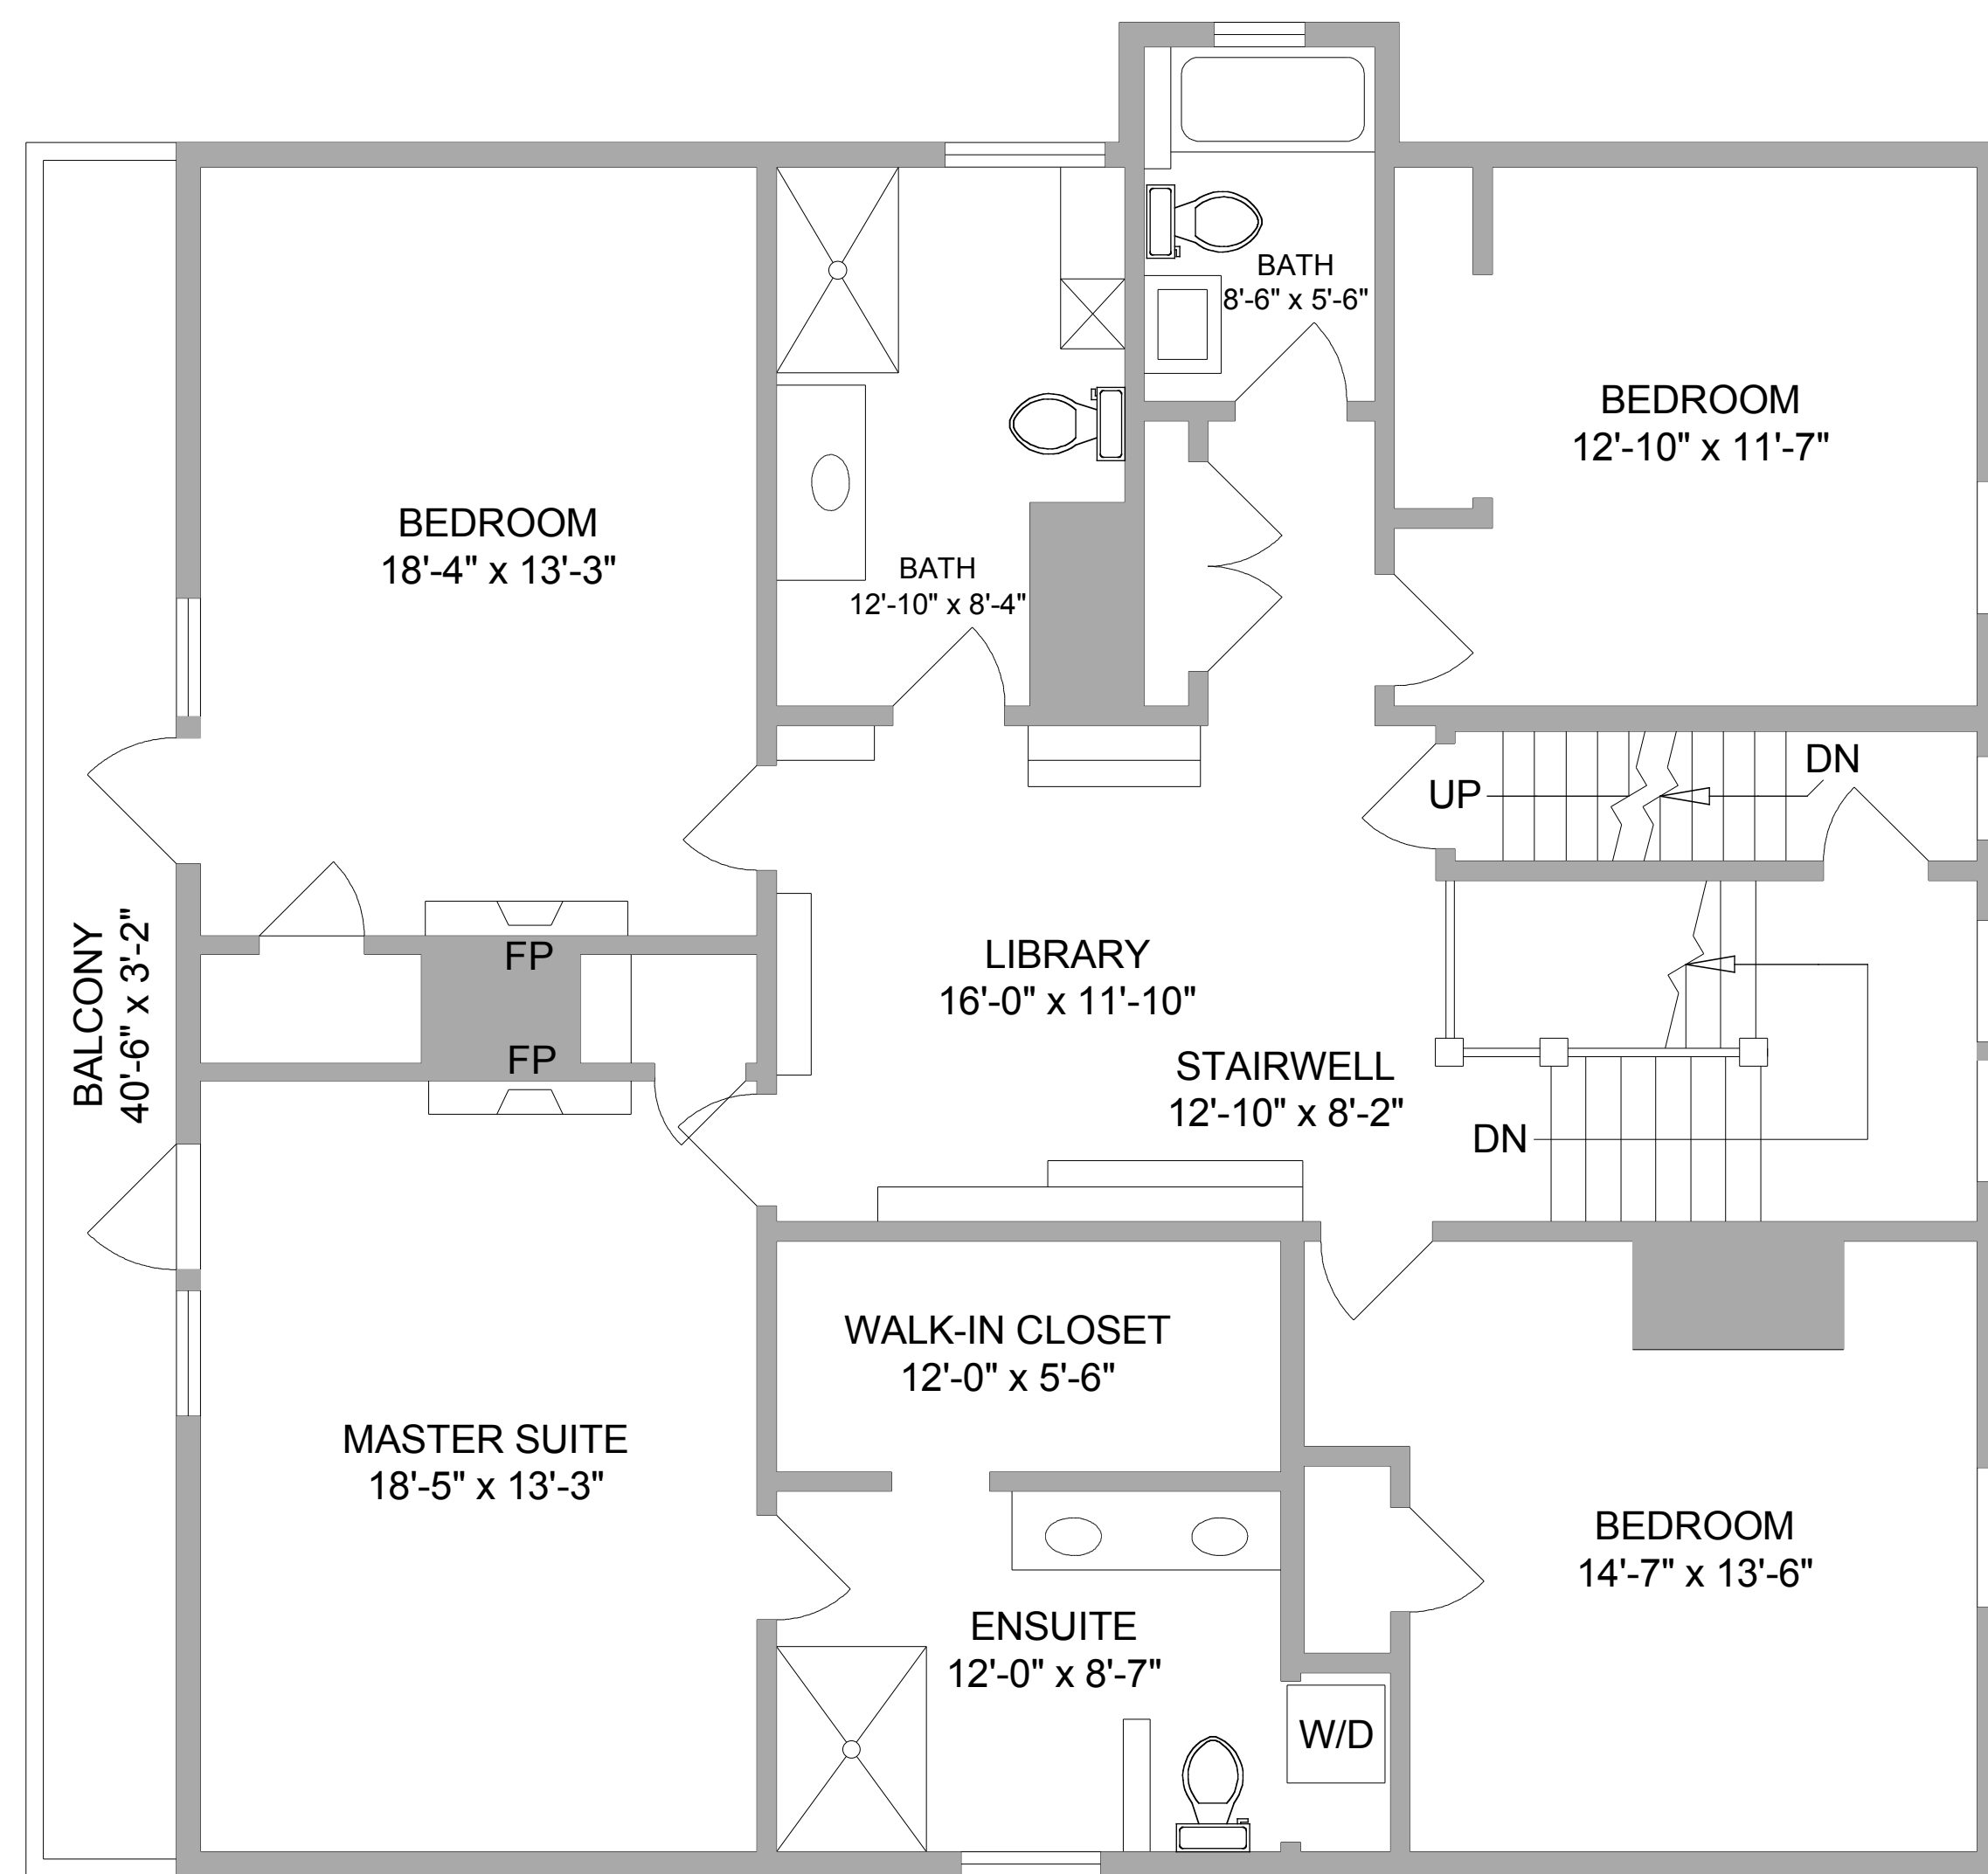 BATH
8'-6" x 5'-6"
BEDROOM
12'-10" x 11'-7"
BEDROOM
18'-4" x 13'-3"
BATH
12'-10" x 8'-4"
DN
UP
BALCONY
40'-6" x 3'-2"
FP
LIBRARY
16'-0" x 11'-10"
FP
STAIRWELL
12'-10" x 8'-2"
DN
WALK-IN CLOSET
12'-0" x 5'-6"
MASTER SUITE
18'-5" x 13'-3"
BEDROOM
14'-7" x 13'-6"
ENSUITE
12'-0" x 8'-7"
W/D